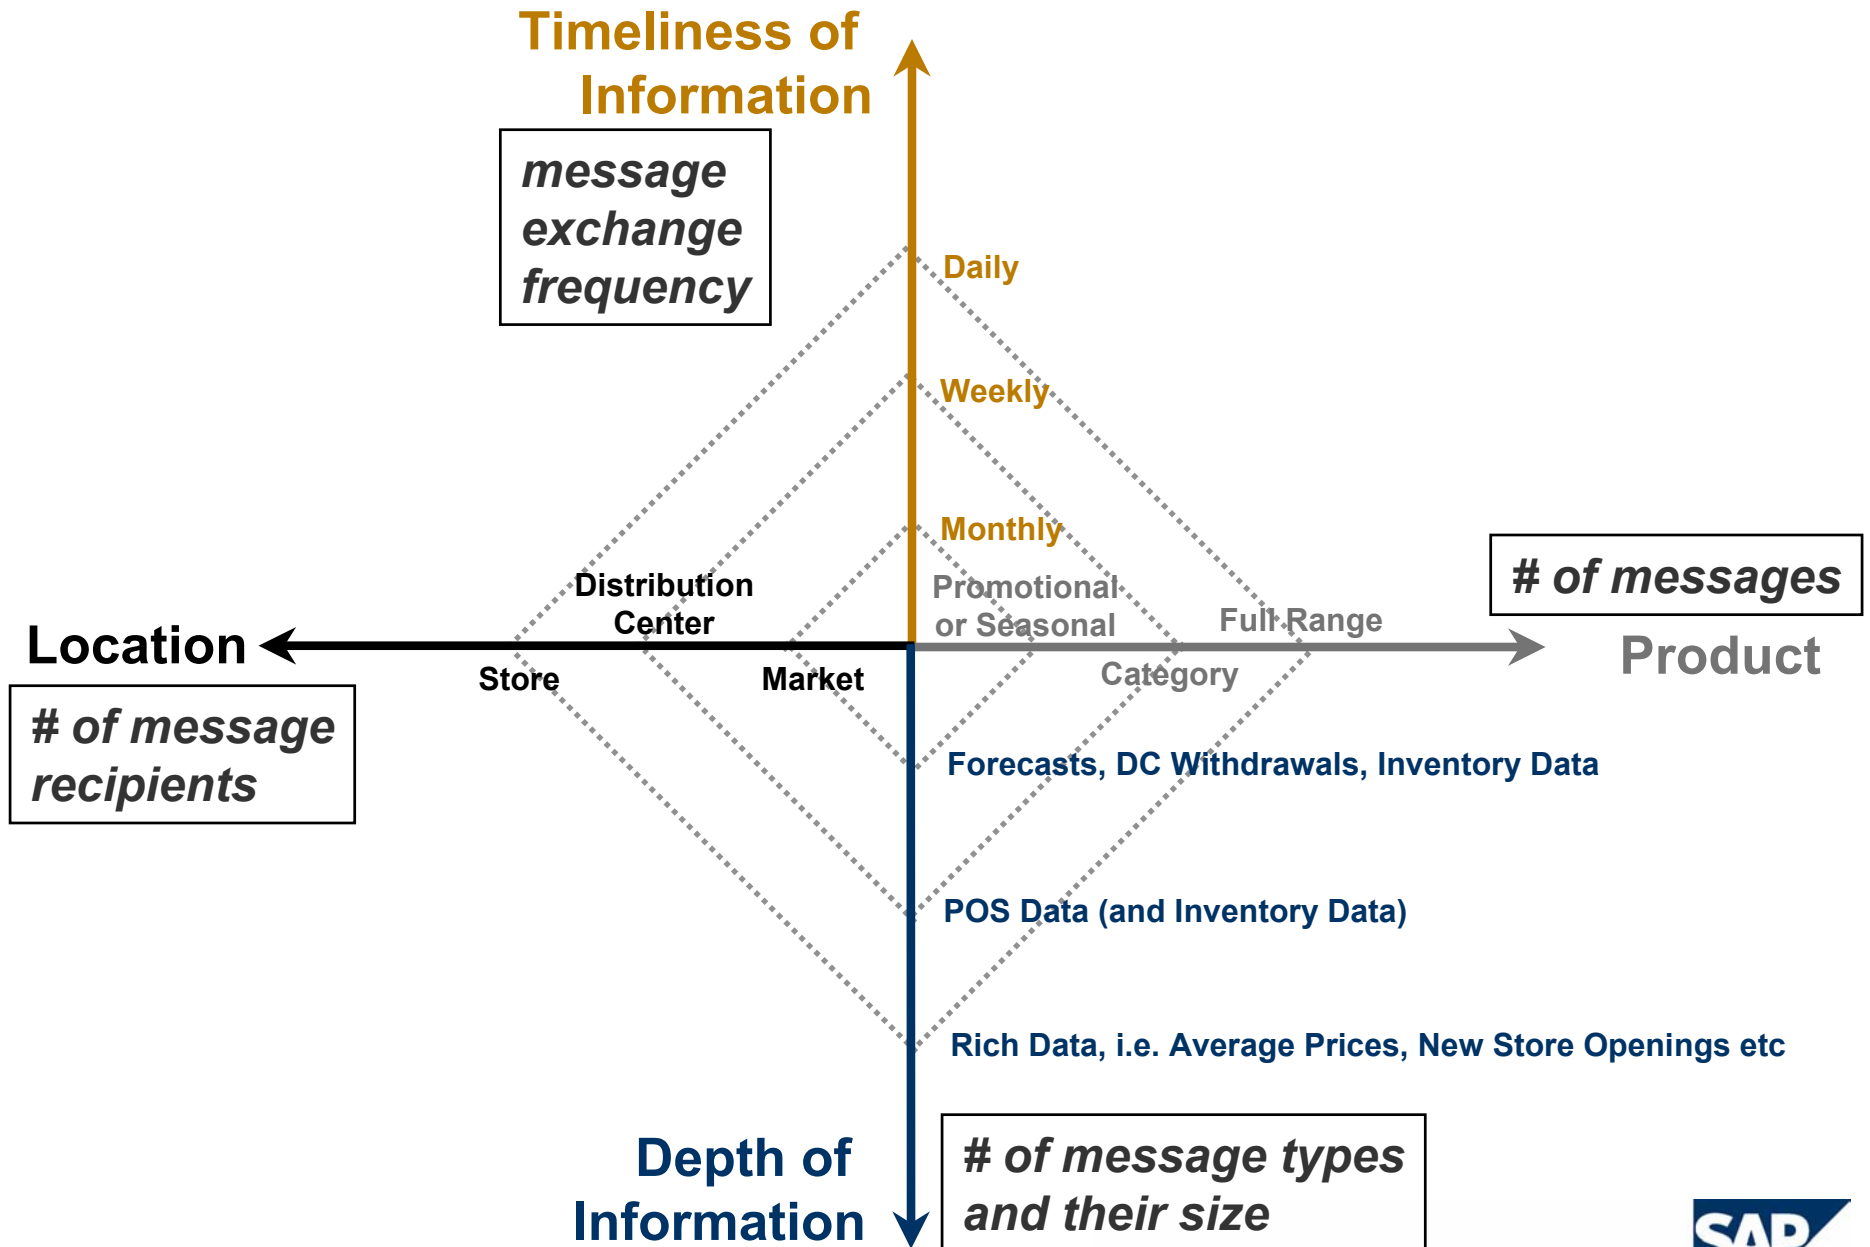 Timeliness of
Information
message
exchange
frequency
Daily
Weekly
Monthly
Distribution
Center
Promotional
or Seasonal
Full Range
# of messages
Location
Product
Store
Market
Category
# of message
recipients
Forecasts, DC Withdrawals, Inventory Data
POS Data (and Inventory Data)
Rich Data, i.e. Average Prices, New Store Openings etc
Depth of
Information
# of message types
and their size
SAP